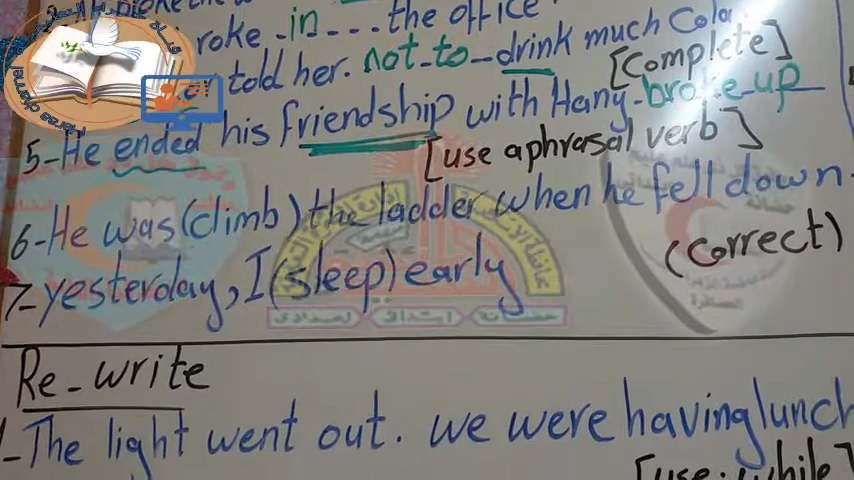 roke - in - - - the office
told her. not - to - drink much Cola
[Complete]
5-He ended his friendship with Hany - broke - up
[use a phrasal verb]
6-He was (climb) the ladder when he fell down.
(correct)
7-yesterday, I (sleep) early
Re-write
1-The light went out. we were having lunch
[use: while]